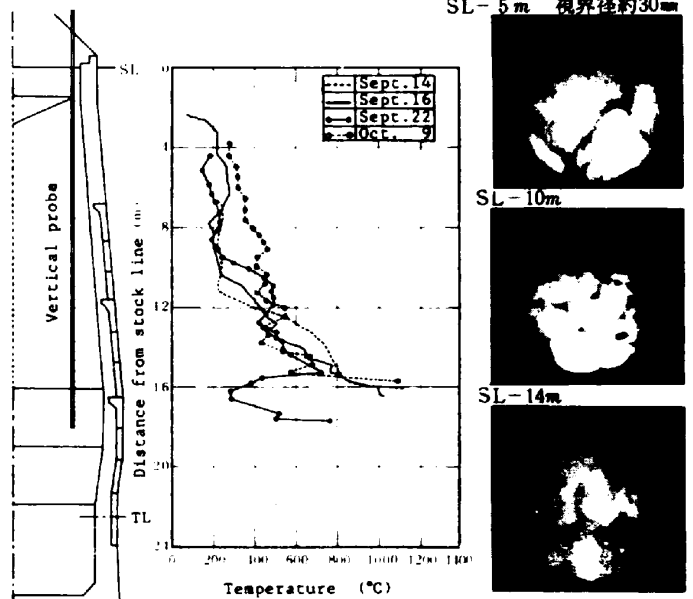 SL-5m 視界径約30mm
SL
Sept.14
Sept.16
Sept.22
Oct. 9
4
8
12
16
20
Vertical probe
Distance from stock line
TL
0 200 400 600 800 1000 1200 1400
Temperature (°C)
SL-10m
SL-14m